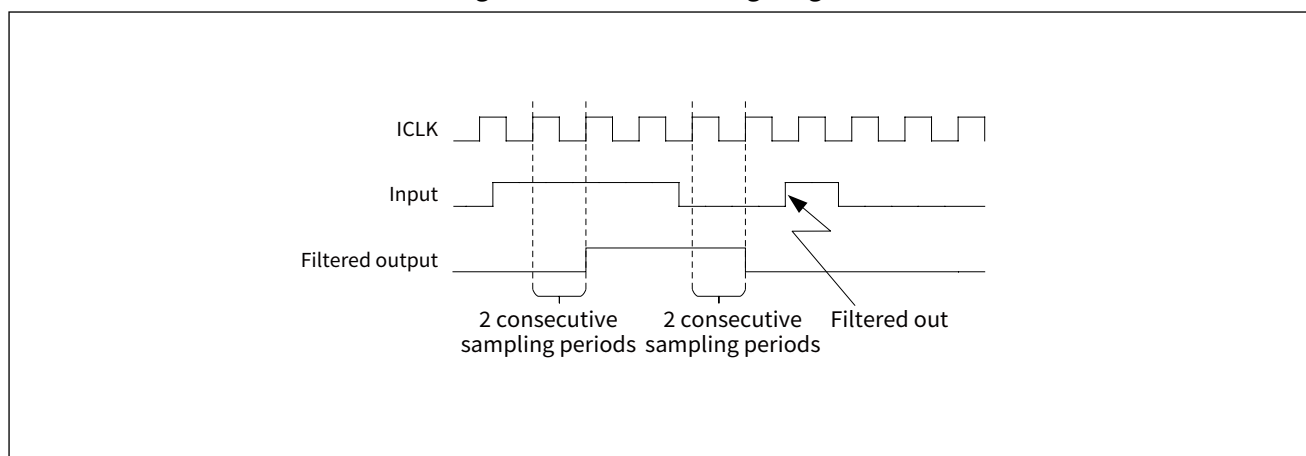 ICLK
Input
Filtered output
2 consecutive
sampling periods
2 consecutive
sampling periods
Filtered out